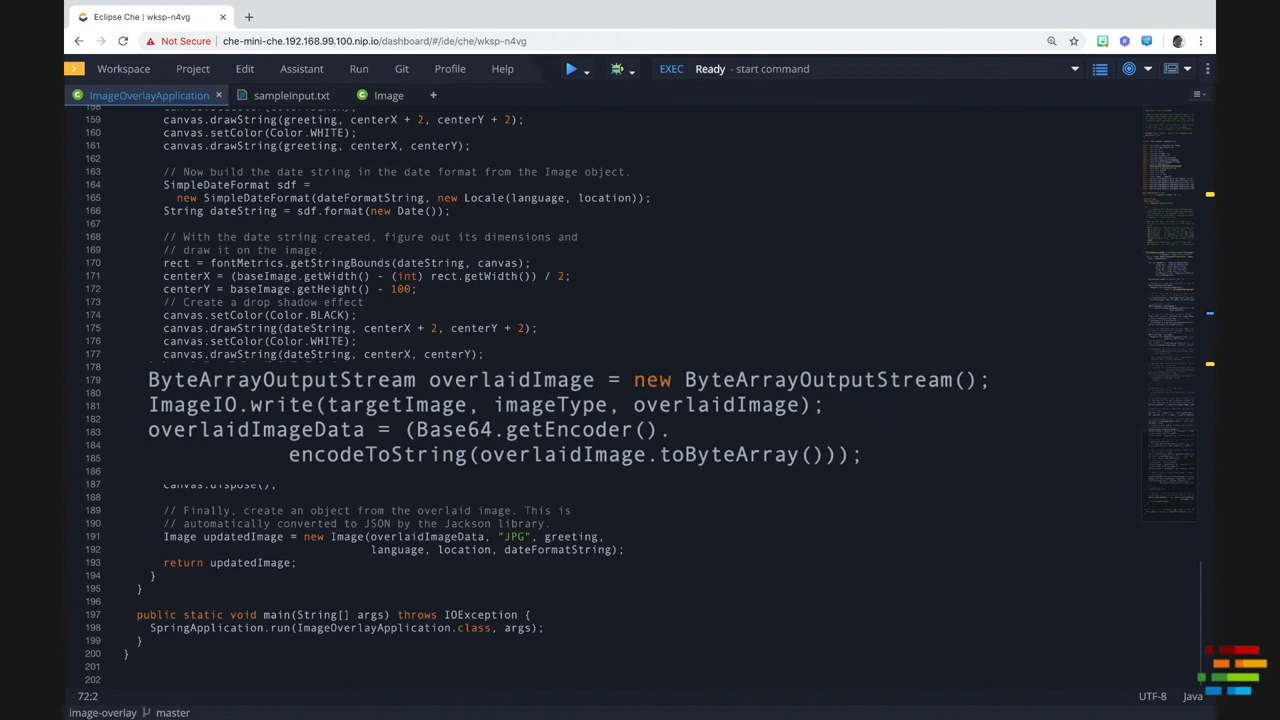 Eclipse Che | wksp-n4vg
Not Secure | che-mini-che.192.168.99.100.nip.io/dashboard/#/ide/che/wksp-n4vg
Workspace Project Edit Assistant Run Git Profile Help EXEC Ready - start command
ImageOverlayApplication sampleInput.txt Image
158
159 canvas.drawString(greeting, centerX + 2, centerY + 2);
160 canvas.setColor(Color.WHITE);
161 canvas.drawString(greeting, centerX, centerY);
162
163 // Now build the date string in the date format from the Image object.
164 SimpleDateFormat sdf =
165 new SimpleDateFormat(dateFormatString, new Locale(language, location));
166 String dateString = sdf.format(new Date());
167
168 // With the date string created, figure out its dimensions and
169 // draw it on the image.
170 rect = fontMetrics.getStringBounds(dateString, canvas);
171 centerX = (baseImage.getWidth() - (int) rect.getWidth()) / 2;
172 centerY = baseImage.getHeight() - 100;
173 // Create a drop shadow effect
174 canvas.setColor(Color.BLACK);
175 canvas.drawString(dateString, centerX + 2, centerY + 2);
176 canvas.setColor(Color.WHITE);
177 canvas.drawString(dateString, centerX, centerY);
178
179 ByteArrayOutputStream overlaidImage = new ByteArrayOutputStream();
180
181 ImageIO.write(targetImage, imageType, overlaidImage);
182
183 overlaidImageData = (Base64.getEncoder().
184
185 encodeToString(overlaidImage.toByteArray()));
186
187 canvas.dispose();
188
189 // Finally, create an object from the overlaid image. This is
190 // automatically converted to JSON by the Jackson library.
191 Image updatedImage = new Image(overlaidImageData, "JPG", greeting,
192 language, location, dateFormatString);
193 return updatedImage;
194 }
195 }
196
197 public static void main(String[] args) throws IOException {
198 SpringApplication.run(ImageOverlayApplication.class, args);
199 }
200 }
201
202
72:2 UTF-8 Java
image-overlay master